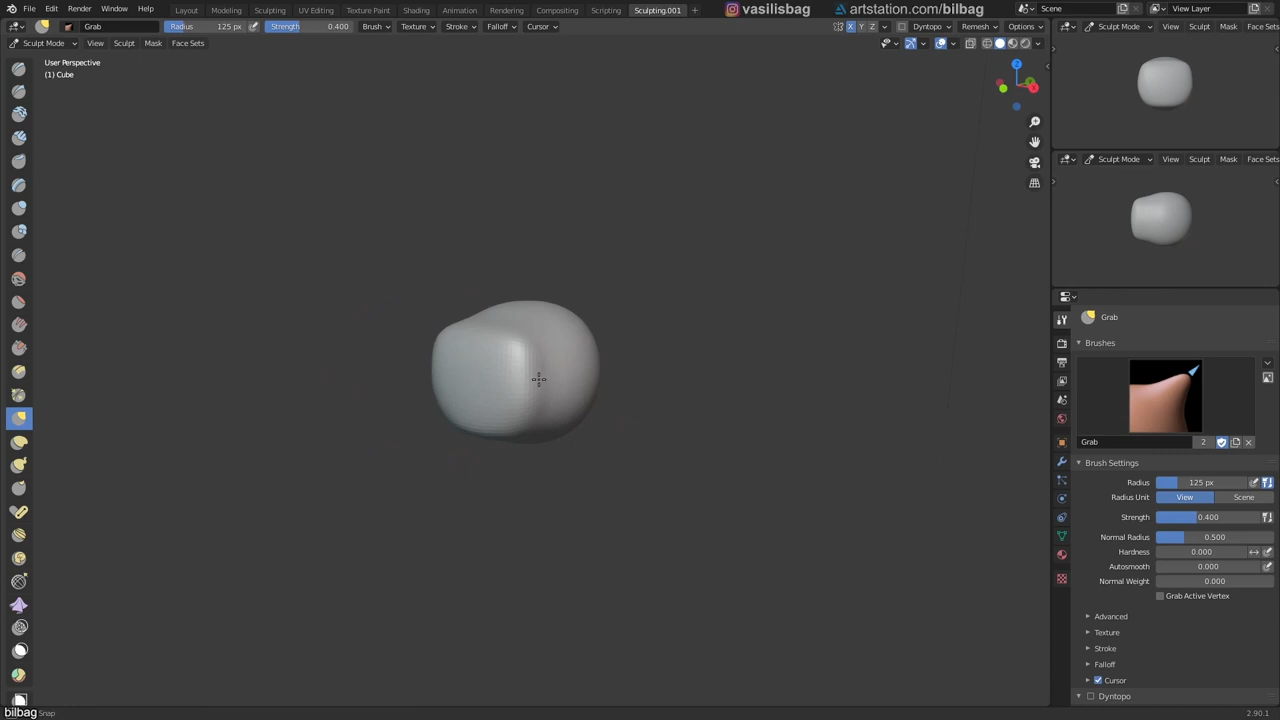 File Edit Render Window Help Layout Modeling Sculpting UV Editing Texture Paint Shading Animation Rendering Compositing Scripting Sculpting.001 + vasilisbag artstation.com/bilbag Scene View Layer
Grab Radius 125 px Strength 0.400 Brush Texture Stroke Falloff Cursor X Y Z Dyntopo Remesh Options Sculpt Mode View Sculpt Mask Face Sets
Sculpt Mode View Sculpt Mask Face Sets
User Perspective
(1) Cube
Z
Y
X
Sculpt Mode View Sculpt Mask Face Sets
Grab
Brushes
Grab 2
Brush Settings
Radius 125 px
Radius Unit View Scene
Strength 0.400
Normal Radius 0.500
Hardness 0.000
Autosmooth 0.000
Normal Weight 0.000
Grab Active Vertex
Advanced
Texture
Stroke
Falloff
Cursor
Dyntopo
bilbag Snap 2.90.1